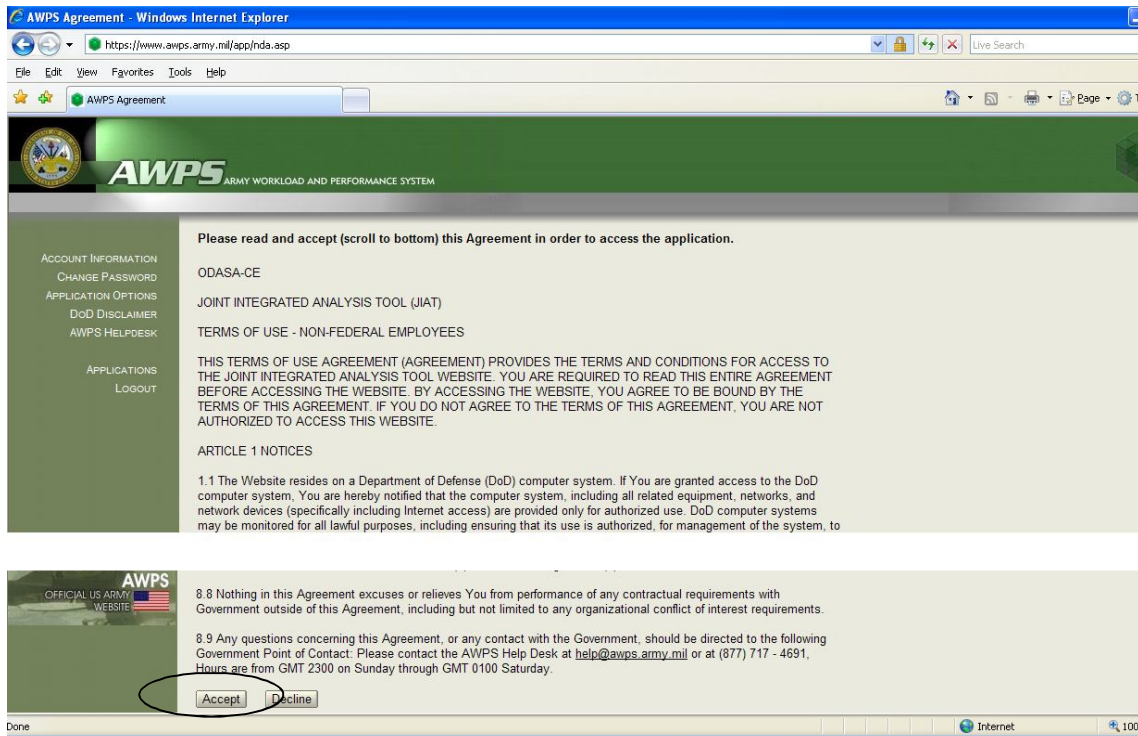 AWPS Agreement - Windows Internet Explorer
https://www.awps.army.mil/app/nda.asp
Live Search
File Edit View Favorites Tools Help
AWPS Agreement
Page
AWPS ARMY WORKLOAD AND PERFORMANCE SYSTEM
ACCOUNT INFORMATION
CHANGE PASSWORD
APPLICATION OPTIONS
DOD DISCLAIMER
AWPS HELPDESK
APPLICATIONS
LOGOUT
Please read and accept (scroll to bottom) this Agreement in order to access the application.
ODASA-CE
JOINT INTEGRATED ANALYSIS TOOL (JIAT)
TERMS OF USE - NON-FEDERAL EMPLOYEES
THIS TERMS OF USE AGREEMENT (AGREEMENT) PROVIDES THE TERMS AND CONDITIONS FOR ACCESS TO
THE JOINT INTEGRATED ANALYSIS TOOL WEBSITE. YOU ARE REQUIRED TO READ THIS ENTIRE AGREEMENT
BEFORE ACCESSING THE WEBSITE. BY ACCESSING THE WEBSITE, YOU AGREE TO BE BOUND BY THE
TERMS OF THIS AGREEMENT. IF YOU DO NOT AGREE TO THE TERMS OF THIS AGREEMENT, YOU ARE NOT
AUTHORIZED TO ACCESS THIS WEBSITE.
ARTICLE 1 NOTICES
1.1 The Website resides on a Department of Defense (DoD) computer system. If You are granted access to the DoD
computer system, You are hereby notified that the computer system, including all related equipment, networks, and
network devices (specifically including Internet access) are provided only for authorized use. DoD computer systems
may be monitored for all lawful purposes, including ensuring that its use is authorized, for management of the system, to
AWPS
OFFICIAL US ARMY
WEBSITE
8.8 Nothing in this Agreement excuses or relieves You from performance of any contractual requirements with
Government outside of this Agreement, including but not limited to any organizational conflict of interest requirements.
8.9 Any questions concerning this Agreement, or any contact with the Government, should be directed to the following
Government Point of Contact: Please contact the AWPS Help Desk at help@awps.army.mil or at (877) 717 - 4691,
Hours are from GMT 2300 on Sunday through GMT 0100 Saturday.
Accept Decline
Done Internet 100